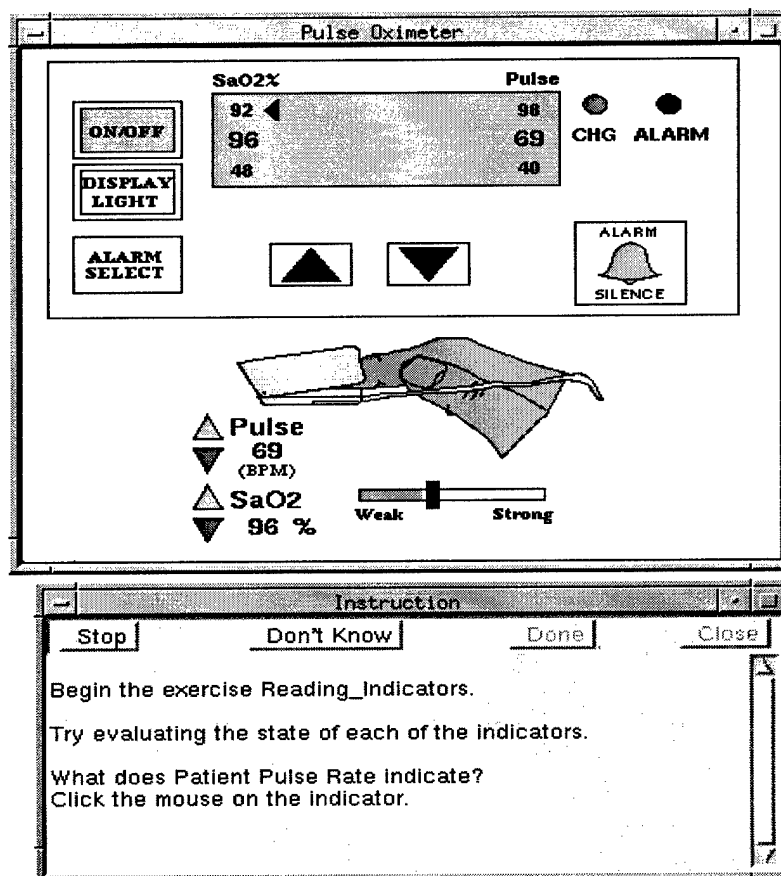 Pulse Oximeter
SaO2% Pulse
92 98
ON/OFF
96 69
CHG ALARM
48 40
DISPLAY
LIGHT
ALARM
SELECT
ALARM
SILENCE
Pulse
69
(BPM)
SaO2
96 %
Weak Strong
Instruction
Stop Don't Know Done Close
Begin the exercise Reading_Indicators.
Try evaluating the state of each of the indicators.
What does Patient Pulse Rate indicate?
Click the mouse on the indicator.